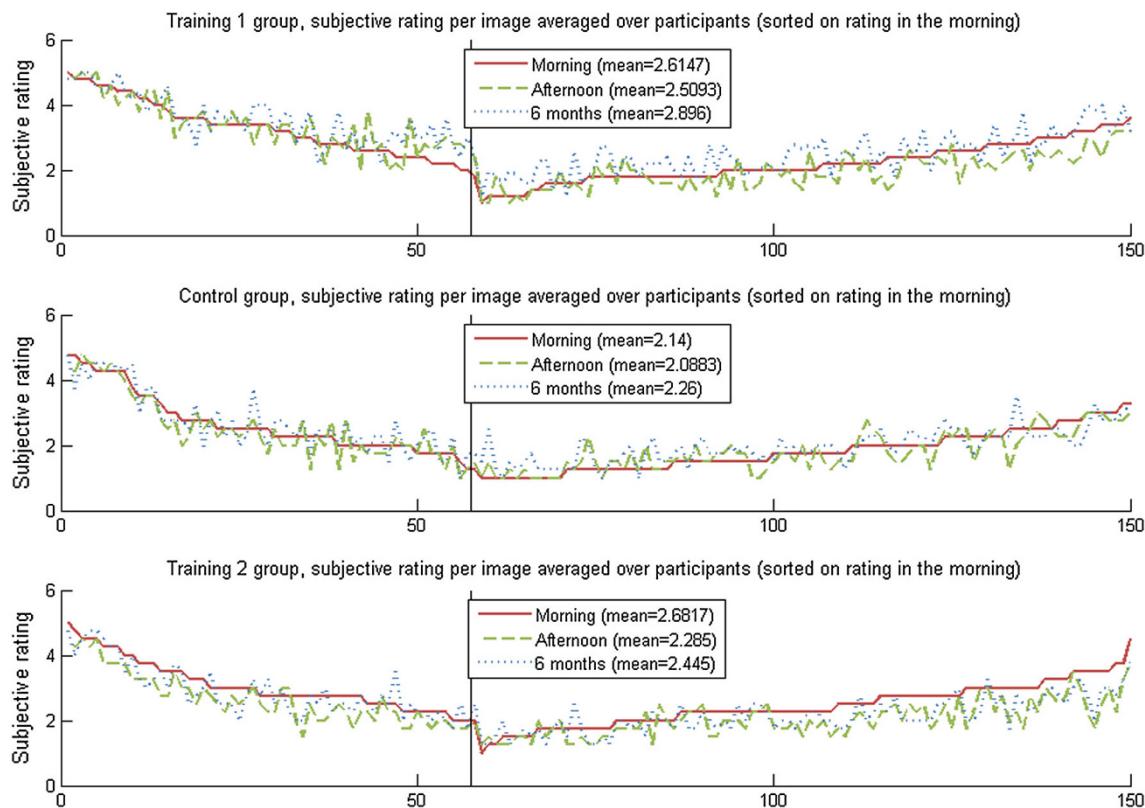 Training 1 group, subjective rating per image averaged over participants (sorted on rating in the morning)
6
4
2
0
Subjective rating
Morning (mean=2.6147)
Afternoon (mean=2.5093)
6 months (mean=2.896)
0
50
100
150
Control group, subjective rating per image averaged over participants (sorted on rating in the morning)
6
4
2
0
Subjective rating
Morning (mean=2.14)
Afternoon (mean=2.0883)
6 months (mean=2.26)
0
50
100
150
Training 2 group, subjective rating per image averaged over participants (sorted on rating in the morning)
6
4
2
0
Subjective rating
Morning (mean=2.6817)
Afternoon (mean=2.285)
6 months (mean=2.445)
0
50
100
150